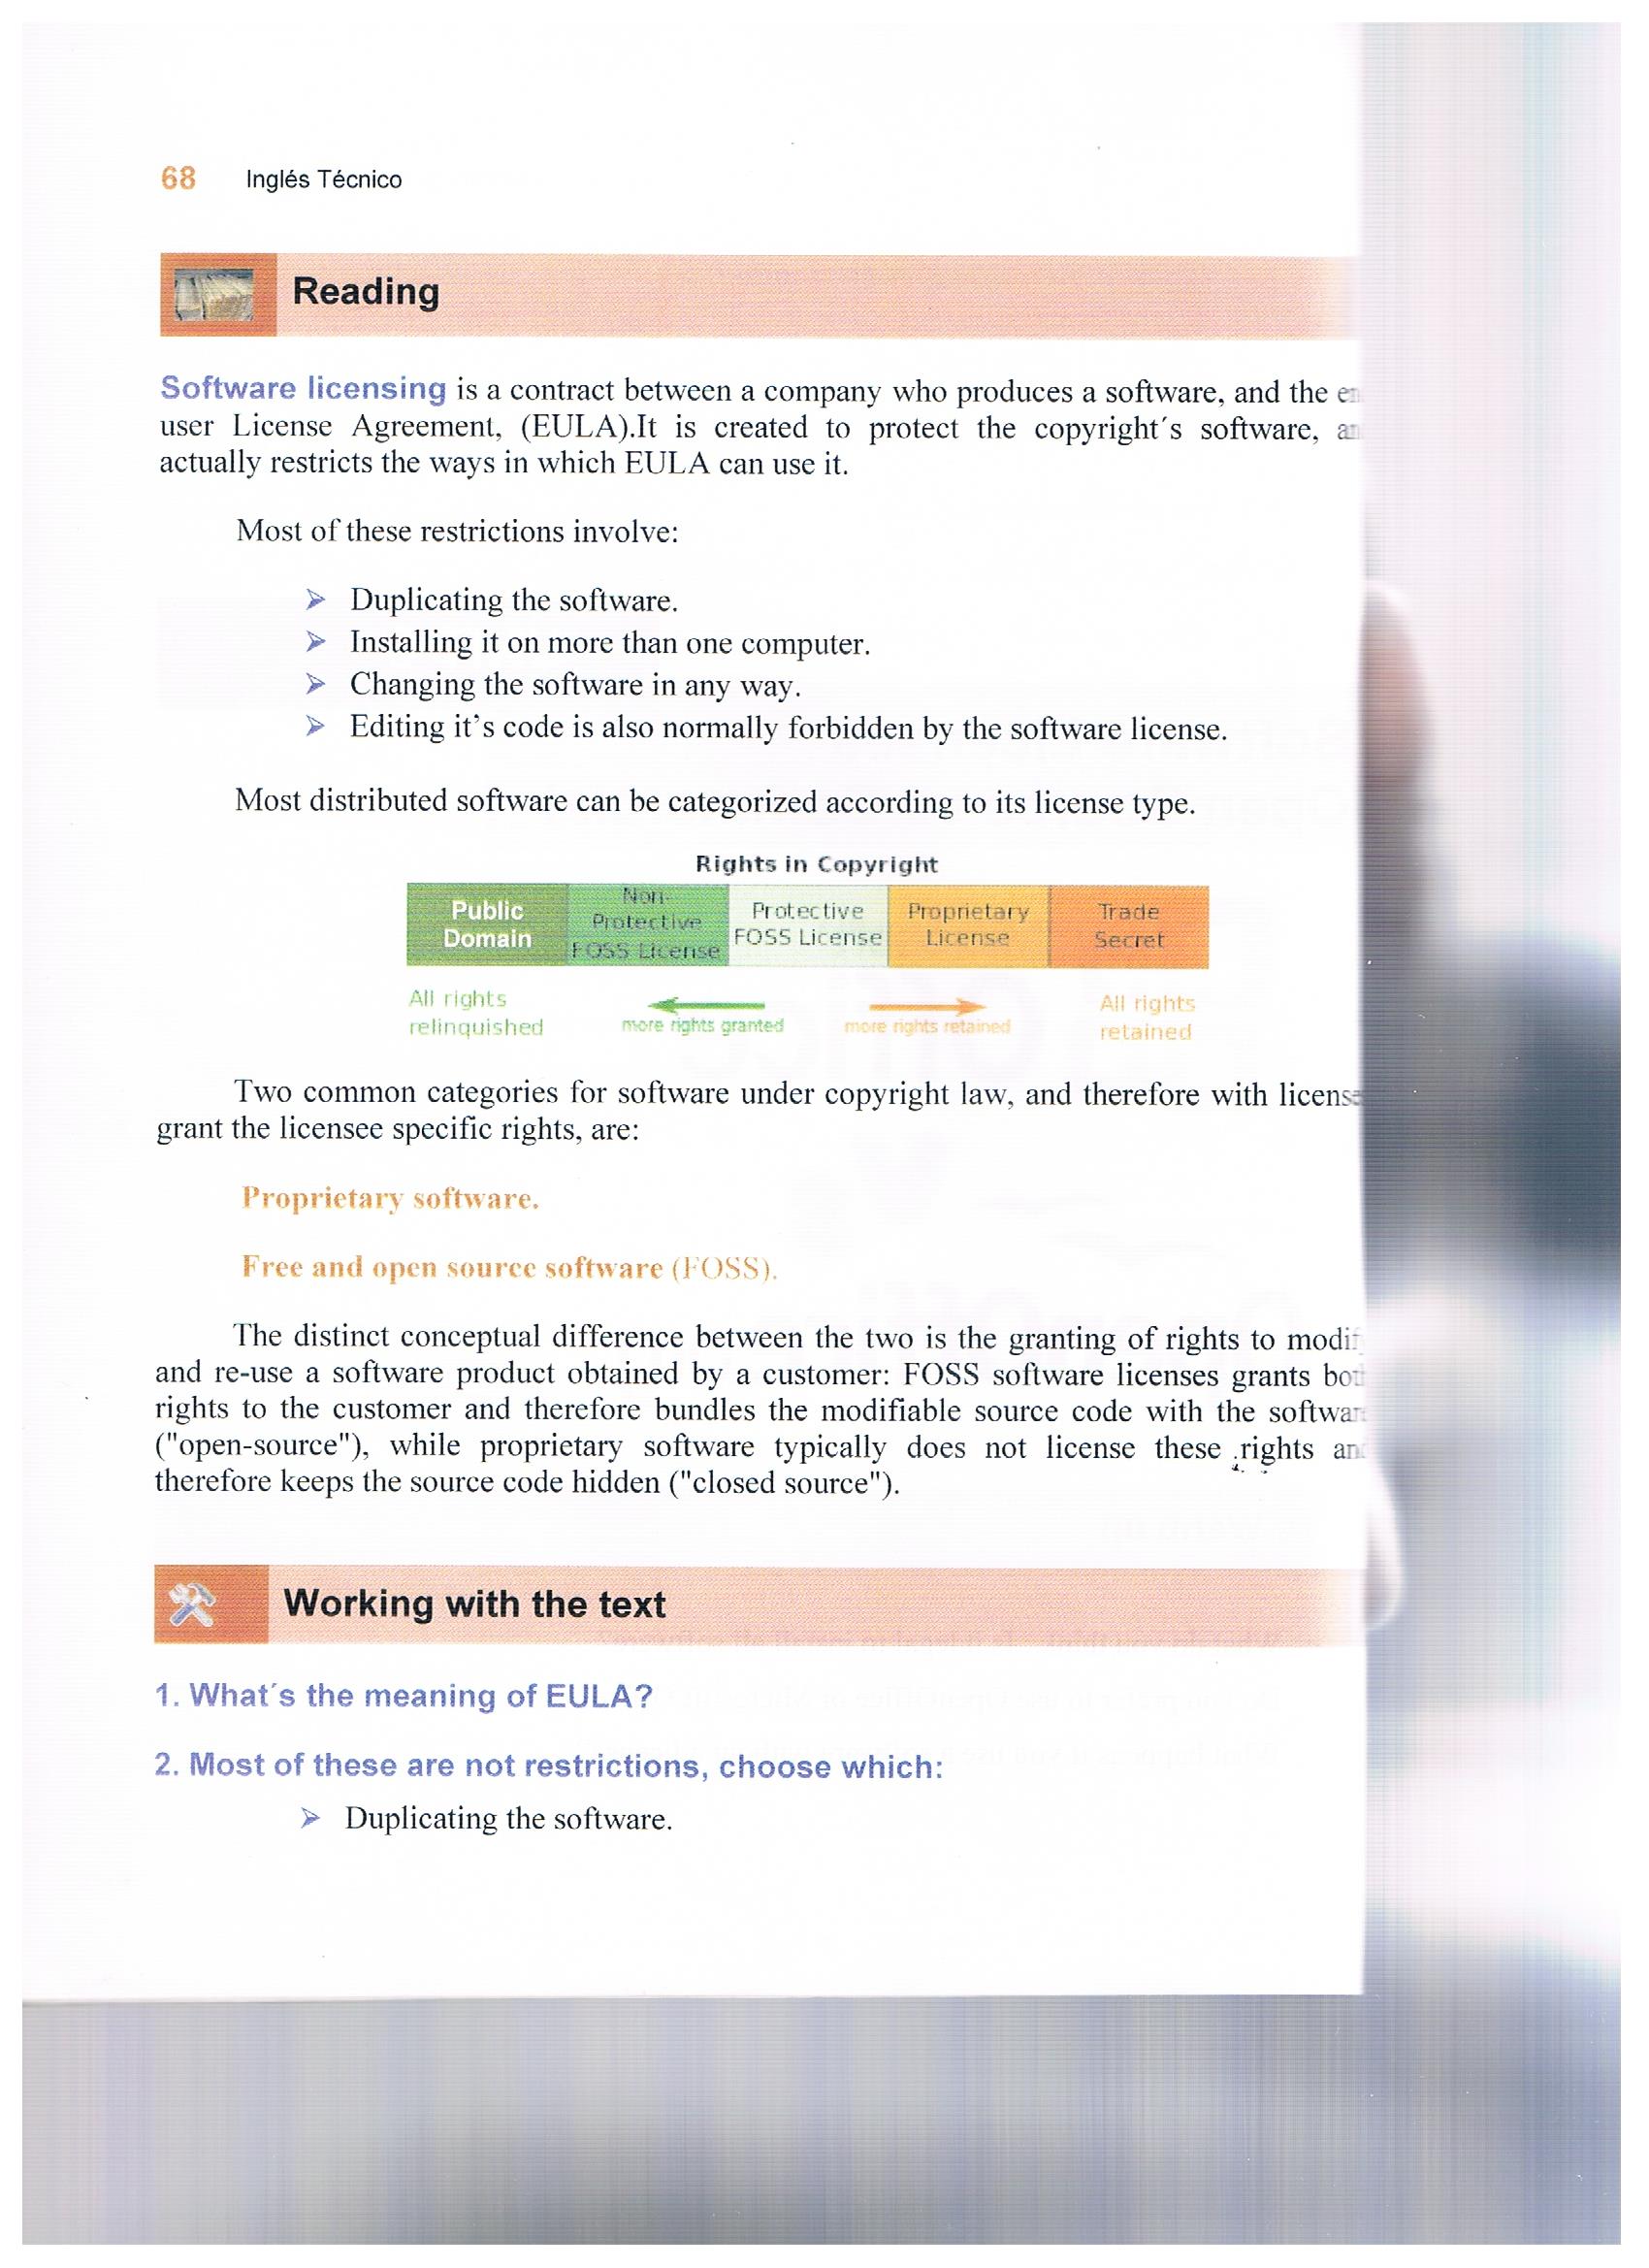 68 Inglés Técnico
Reading
Software licensing is a contract between a company who produces a software, and the
user License Agreement, (EULA).It is created to protect the copyright´s software,
actually restricts the ways in which EULA can use it.
Most of these restrictions involve:
➢ Duplicating the software.
➢ Installing it on more than one computer.
➢ Changing the software in any way.
➢ Editing it’s code is also normally forbidden by the software license.
Most distributed software can be categorized according to its license type.
Rights in Copyright
Public Domain
Non-Protective FOSS License
Protective FOSS License
Proprietary License
Trade Secret
All rights relinquished
more rights granted
more rights retained
All rights retained
Two common categories for software under copyright law, and therefore with
grant the licensee specific rights, are:
Proprietary software.
Free and open source software (FOSS).
The distinct conceptual difference between the two is the granting of rights to
and re-use a software product obtained by a customer: FOSS software licenses grants
rights to the customer and therefore bundles the modifiable source code with the
("open-source"), while proprietary software typically does not license these rights
therefore keeps the source code hidden ("closed source").
Working with the text
1. What´s the meaning of EULA?
2. Most of these are not restrictions, choose which:
➢ Duplicating the software.